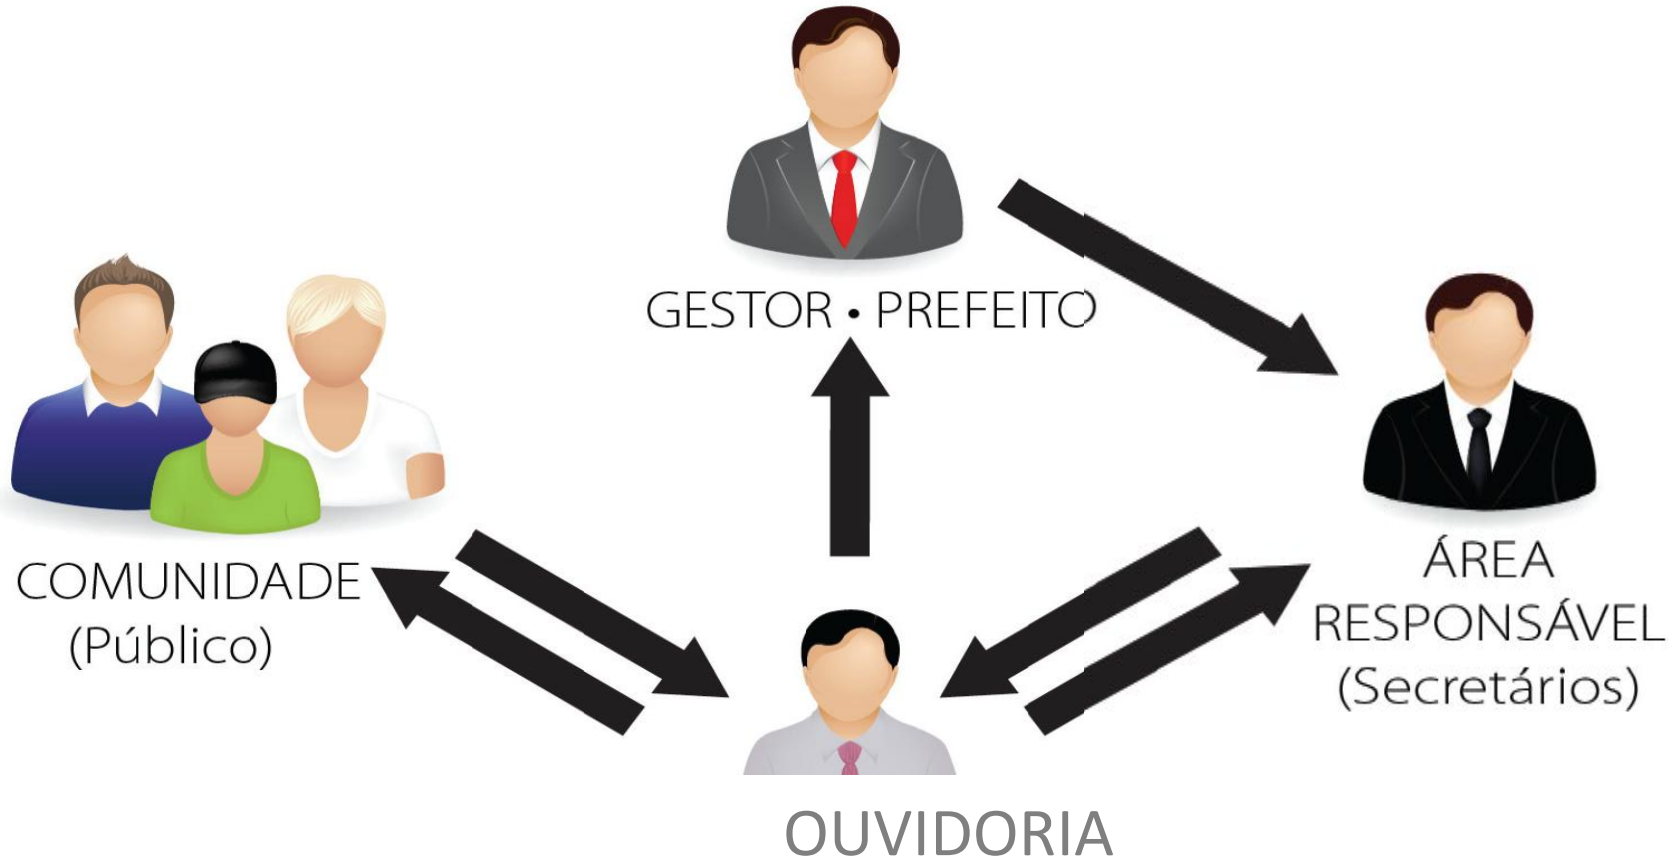 GESTOR • PREFEITO
COMUNIDADE
(Público)
ÁREA
RESPONSÁVEL
(Secretários)
OUVIDORIA